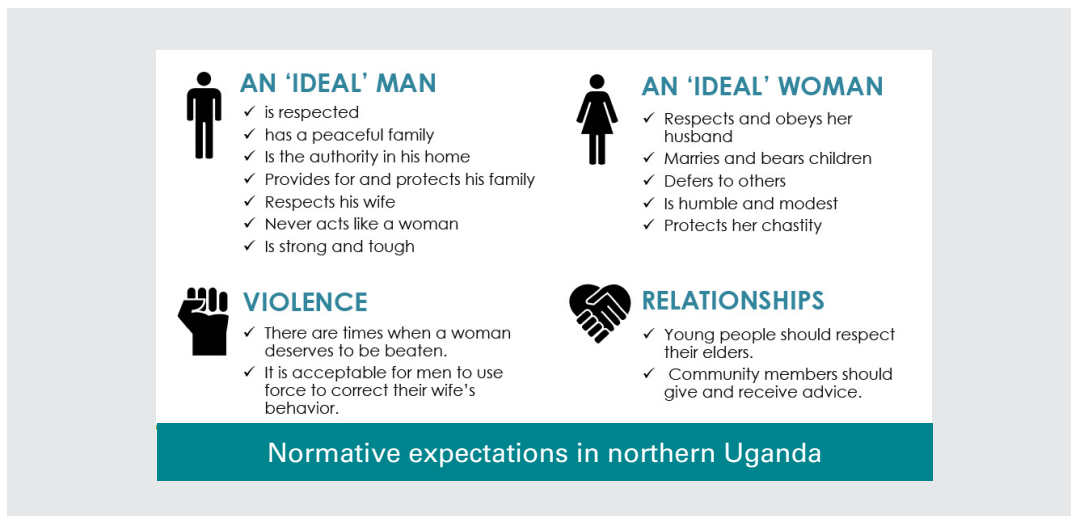 AN ‘IDEAL’ MAN
✓ is respected
✓ has a peaceful family
✓ Is the authority in his home
✓ Provides for and protects his family
✓ Respects his wife
✓ Never acts like a woman
✓ Is strong and tough
AN ‘IDEAL’ WOMAN
✓ Respects and obeys her
husband
✓ Marries and bears children
✓ Defers to others
✓ Is humble and modest
✓ Protects her chastity
VIOLENCE
✓ There are times when a woman
deserves to be beaten.
✓ It is acceptable for men to use
force to correct their wife’s
behavior.
RELATIONSHIPS
✓ Young people should respect
their elders.
✓ Community members should
give and receive advice.
Normative expectations in northern Uganda